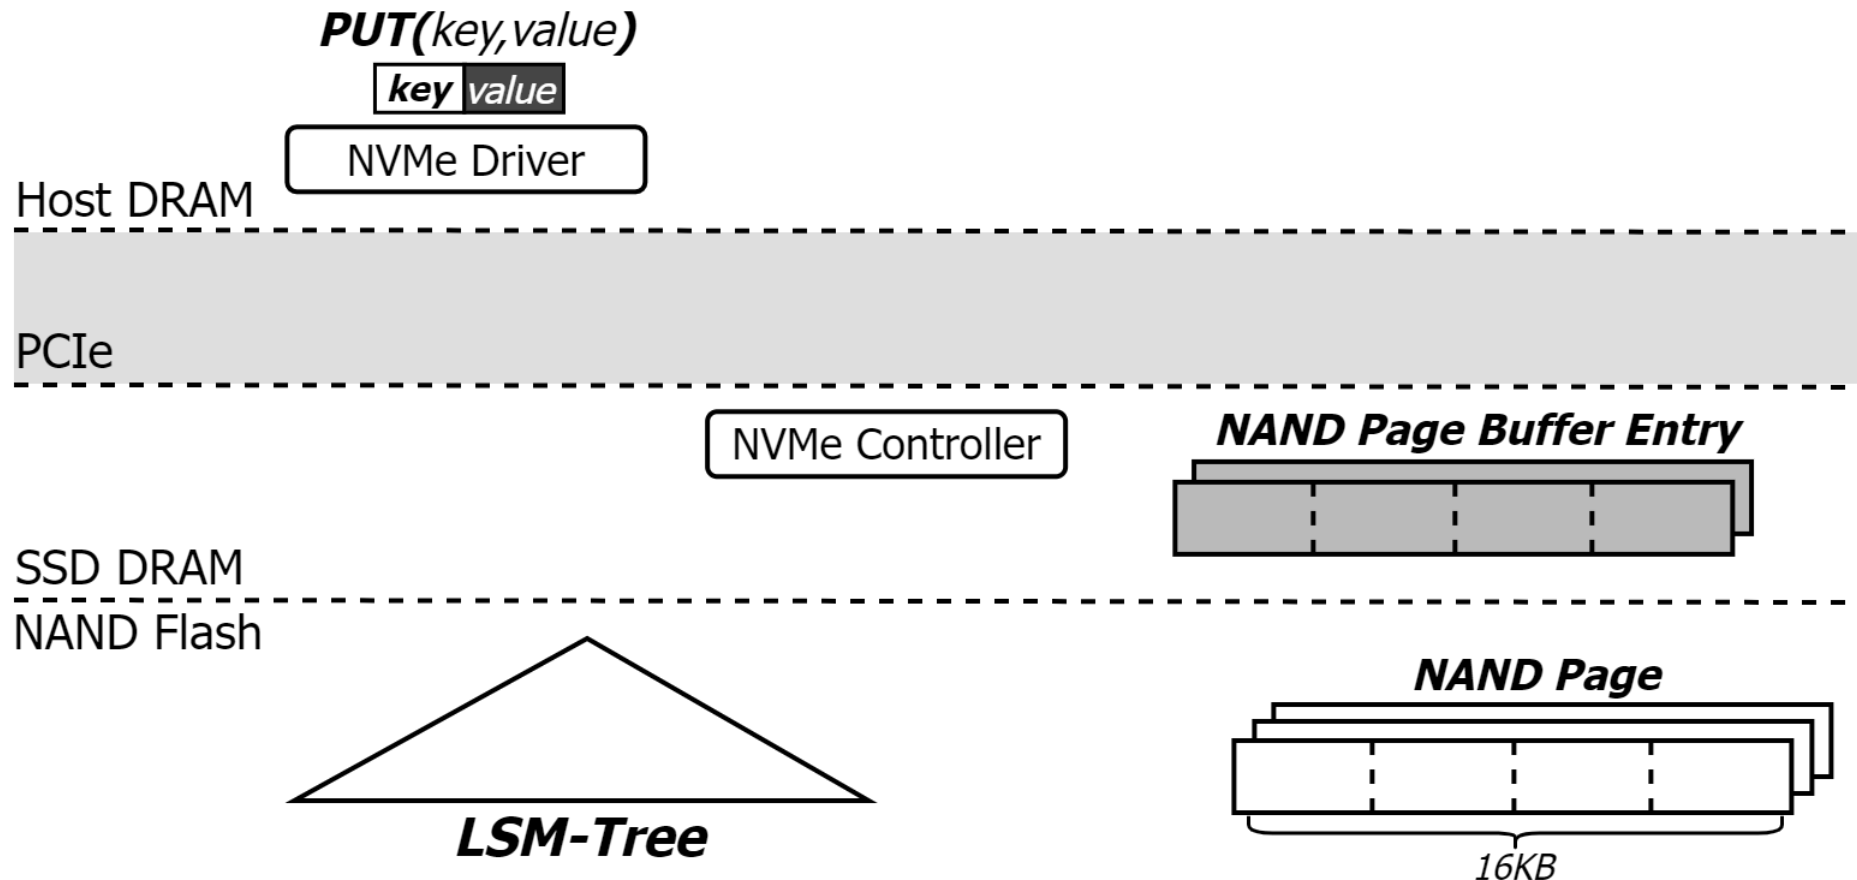 PUT(key,value)
key value
NVMe Driver
Host DRAM
PCIe
NVMe Controller
NAND Page Buffer Entry
SSD DRAM
NAND Flash
NAND Page
LSM-Tree
16KB